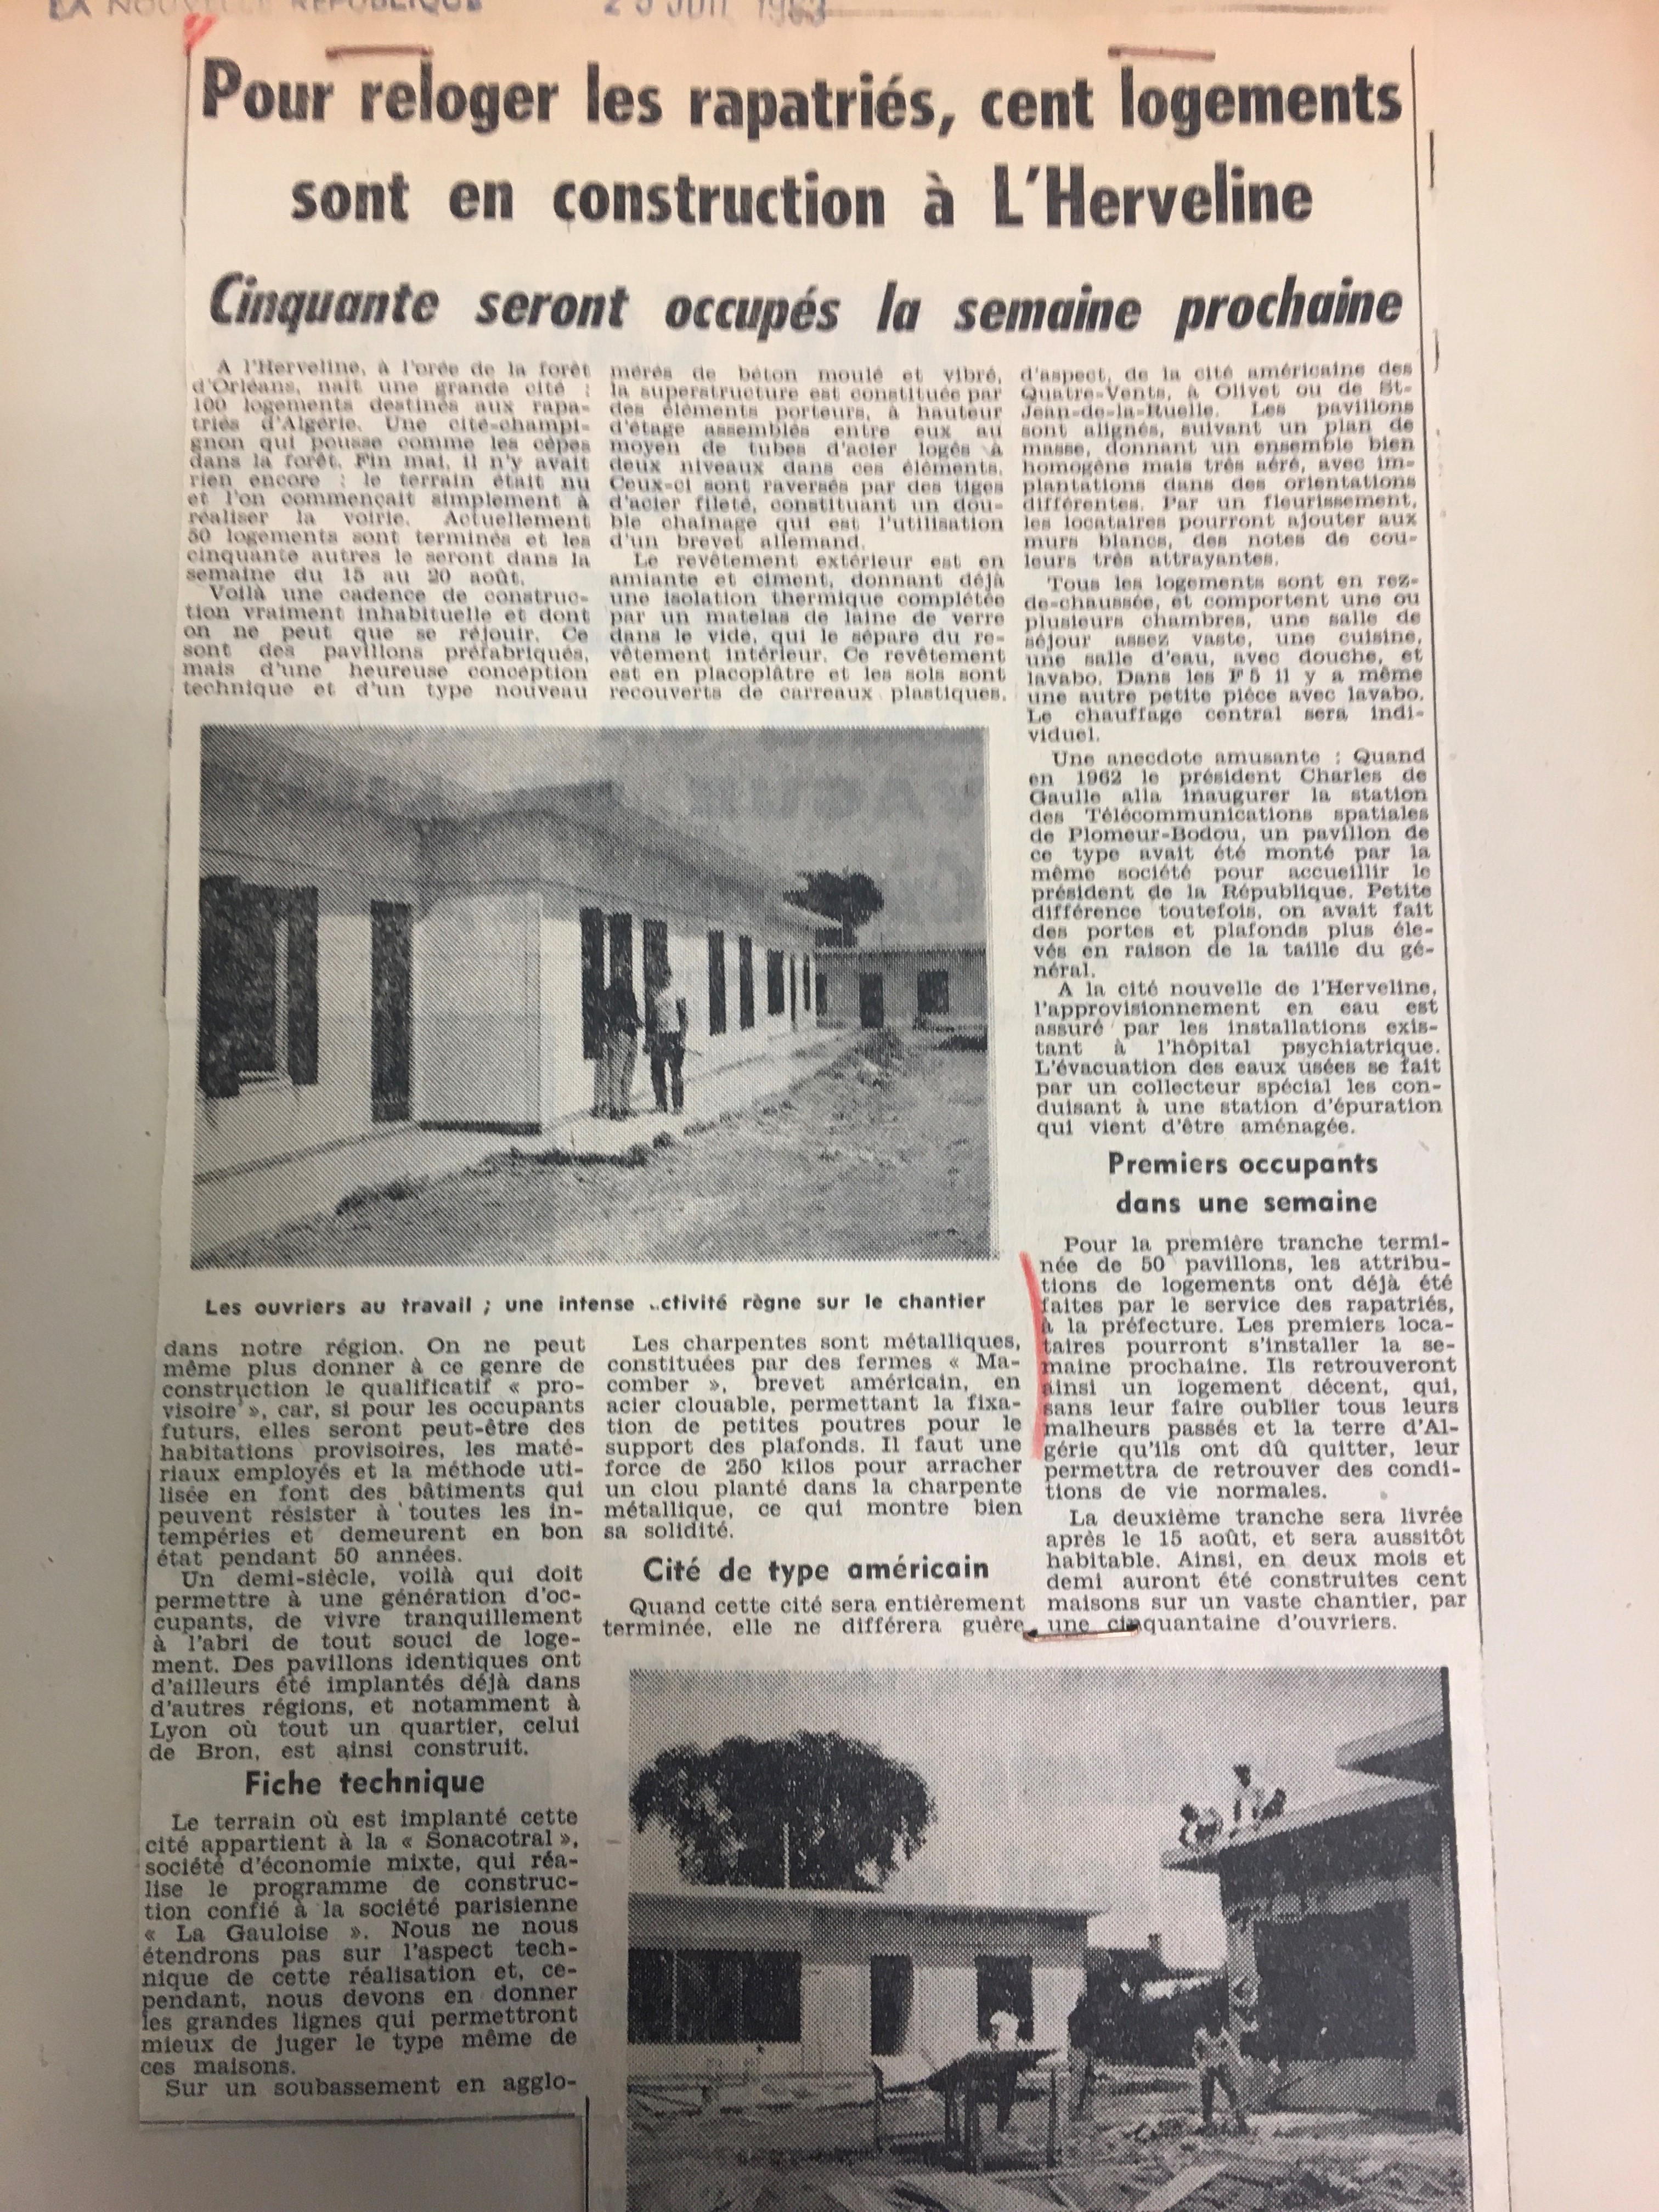 LA NOUVELLE REPUBLIQUE 1963
Pour reloger les rapatriés, cent logements
sont en construction à L'Herveline
Cinquante seront occupés la semaine prochaine
A l'Herveline, à l'orée de la forêt
d'Orléans, naît une grande cité :
100 logements destinés aux rapa-
triés d'Algérie. Une cité-champi-
gnon qui pousse comme les cèpes
dans la forêt. Fin mai, il n'y avait
rien encore : le terrain était nu
et l'on commençait simplement à
réaliser la voirie. Actuellement
50 logements sont terminés et les
cinquante autres le seront dans la
semaine du 15 au 20 août.
Voilà une cadence de construc-
tion vraiment inhabituelle et dont
on ne peut que se réjouir. Ce
sont des pavillons préfabriqués,
mais d'une heureuse conception
technique et d'un type nouveau
dans notre région. On ne peut
même plus donner à ce genre de
construction le qualificatif « pro-
visoire », car, si pour les occupants
futurs, elles seront peut-être des
habitations provisoires, les maté-
riaux employés et la méthode uti-
lisée en font des bâtiments qui
peuvent résister à toutes les in-
tempéries et demeurent en bon
état pendant 50 années.
Un demi-siècle, voilà qui doit
permettre à une génération d'oc-
cupants, de vivre tranquillement
à l'abri de tout souci de loge-
ment. Des pavillons identiques ont
d'ailleurs été implantés déjà dans
d'autres régions, et notamment à
Lyon où tout un quartier, celui
de Bron, est ainsi construit.
Fiche technique
Le terrain où est implanté cette
cité appartient à la « Sonacotral »,
société d'économie mixte, qui réa-
lise le programme de construc-
tion confié à la société parisienne
« La Gauloise ». Nous ne nous
étendrons pas sur l'aspect tech-
nique de cette réalisation et, ce-
pendant, nous devons en donner
les grandes lignes qui permettront
mieux de juger le type même de
ces maisons.
Sur un soubassement en agglo-
mérés de béton moulé et vibré,
la superstructure est constituée par
des éléments porteurs, à hauteur
d'étage assemblés entre eux au
moyen de tubes d'acier logés à
deux niveaux dans ces éléments.
Ceux-ci sont raversés par des tiges
d'acier fileté, constituant un dou-
ble chaînage qui est l'utilisation
d'un brevet allemand.
Le revêtement extérieur est en
amiante et ciment, donnant déjà
une isolation thermique complétée
par un matelas de laine de verre
dans le vide, qui le sépare du re-
vêtement intérieur. Ce revêtement
est en placoplâtre et les sols sont
recouverts de carreaux plastiques.
Les ouvriers au travail ; une intense ..ctivité règne sur le chantier
Les charpentes sont métalliques,
constituées par des fermes « Ma-
comber », brevet américain, en
acier clouable, permettant la fixa-
tion de petites poutres pour le
support des plafonds. Il faut une
force de 250 kilos pour arracher
un clou planté dans la charpente
métallique, ce qui montre bien
sa solidité.
Cité de type américain
Quand cette cité sera entièrement
terminée, elle ne différera guère
d'aspect, de la cité américaine des
Quatre-Vents, à Olivet ou de St-
Jean-de-la-Ruelle. Les pavillons
sont alignés, suivant un plan de
masse, donnant un ensemble bien
homogène mais très aéré, avec im-
plantations dans des orientations
différentes. Par un fleurissement,
les locataires pourront ajouter aux
murs blancs, des notes de cou-
leurs très attrayantes.
Tous les logements sont en rez-
de-chaussée, et comportent une ou
plusieurs chambres, une salle de
séjour assez vaste, une cuisine,
une salle d'eau, avec douche, et
lavabo. Dans les F 5 il y a même
une autre petite pièce avec lavabo.
Le chauffage central sera indi-
viduel.
Une anecdote amusante : Quand
en 1962 le président Charles de
Gaulle alla inaugurer la station
des Télécommunications spatiales
de Plomeur-Bodou, un pavillon de
ce type avait été monté par la
même société pour accueillir le
président de la République. Petite
différence toutefois, on avait fait
des portes et plafonds plus éle-
vés en raison de la taille du gé-
néral.
A la cité nouvelle de l'Herveline,
l'approvisionnement en eau est
assuré par les installations exis-
tant à l'hôpital psychiatrique.
L'évacuation des eaux usées se fait
par un collecteur spécial les con-
duisant à une station d'épuration
qui vient d'être aménagée.
Premiers occupants
dans une semaine
Pour la première tranche termi-
née de 50 pavillons, les attribu-
tions de logements ont déjà été
faites par le service des rapatriés,
à la préfecture. Les premiers loca-
taires pourront s'installer la se-
maine prochaine. Ils retrouveront
ainsi un logement décent, qui,
sans leur faire oublier tous leurs
malheurs passés et la terre d'Al-
gérie qu'ils ont dû quitter, leur
permettra de retrouver des condi-
tions de vie normales.
La deuxième tranche sera livrée
après le 15 août, et sera aussitôt
habitable. Ainsi, en deux mois et
demi auront été construites cent
maisons sur un vaste chantier, par
une cinquantaine d'ouvriers.